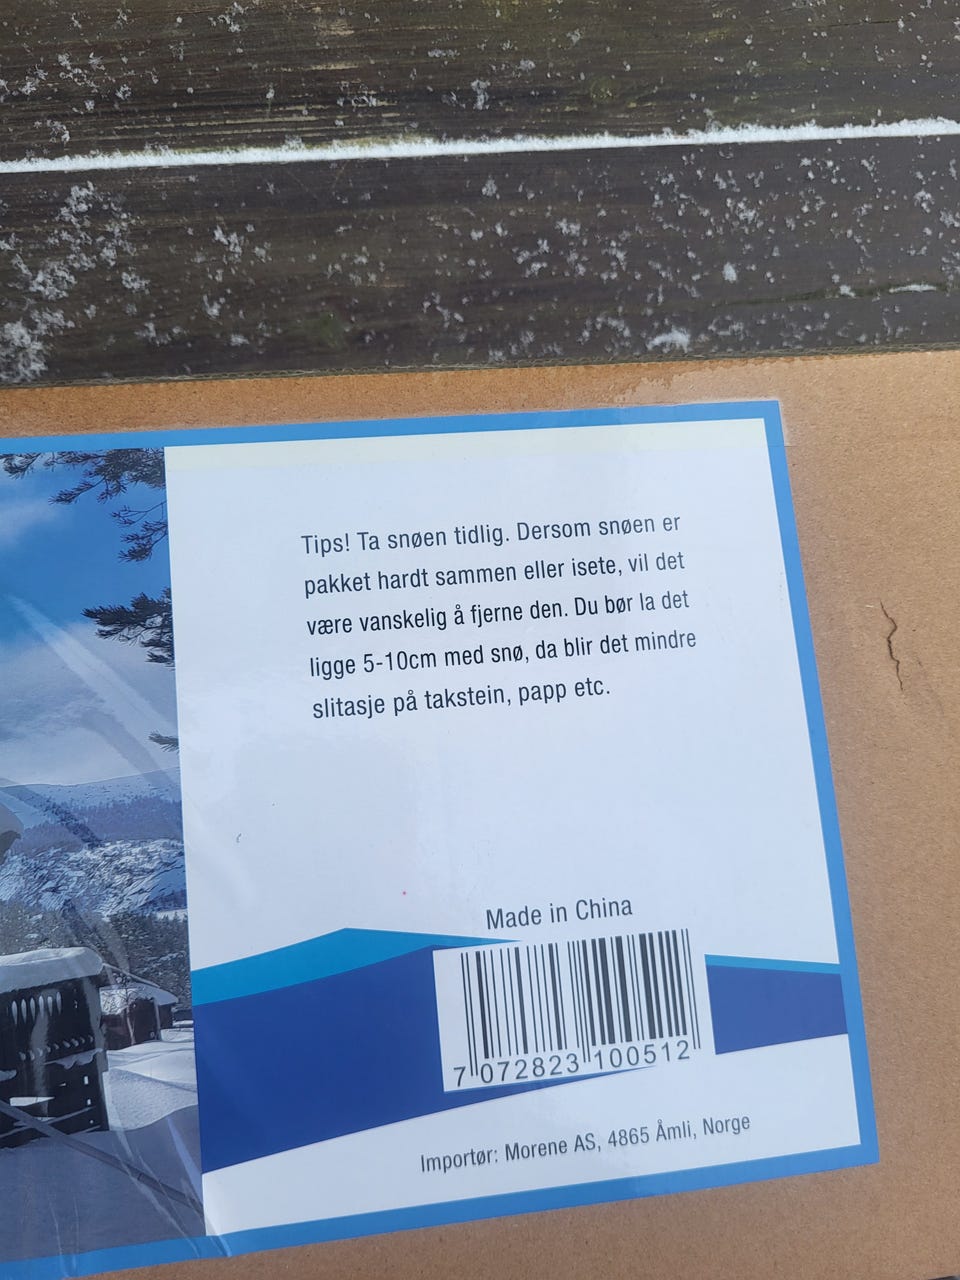 Tips! Ta snøen tidlig. Dersom snøen er
pakket hardt sammen eller isete, vil det
være vanskelig å fjerne den. Du bør la det
ligge 5-10cm med snø, da blir det mindre
slitasje på takstein, papp etc.
Made in China
7 072823 100512
Importør: Morene AS, 4865 Åmli, Norge